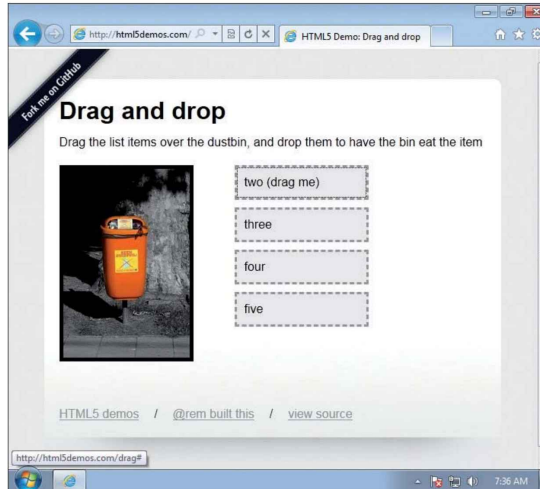 http://html5demos.com/
HTML5 Demo: Drag and drop
Fork me on GitHub
Drag and drop
Drag the list items over the dustbin, and drop them to have the bin eat the item
two (drag me)
three
four
five
HTML5 demos / @rem built this / view source
http://html5demos.com/drag#
7:36 AM